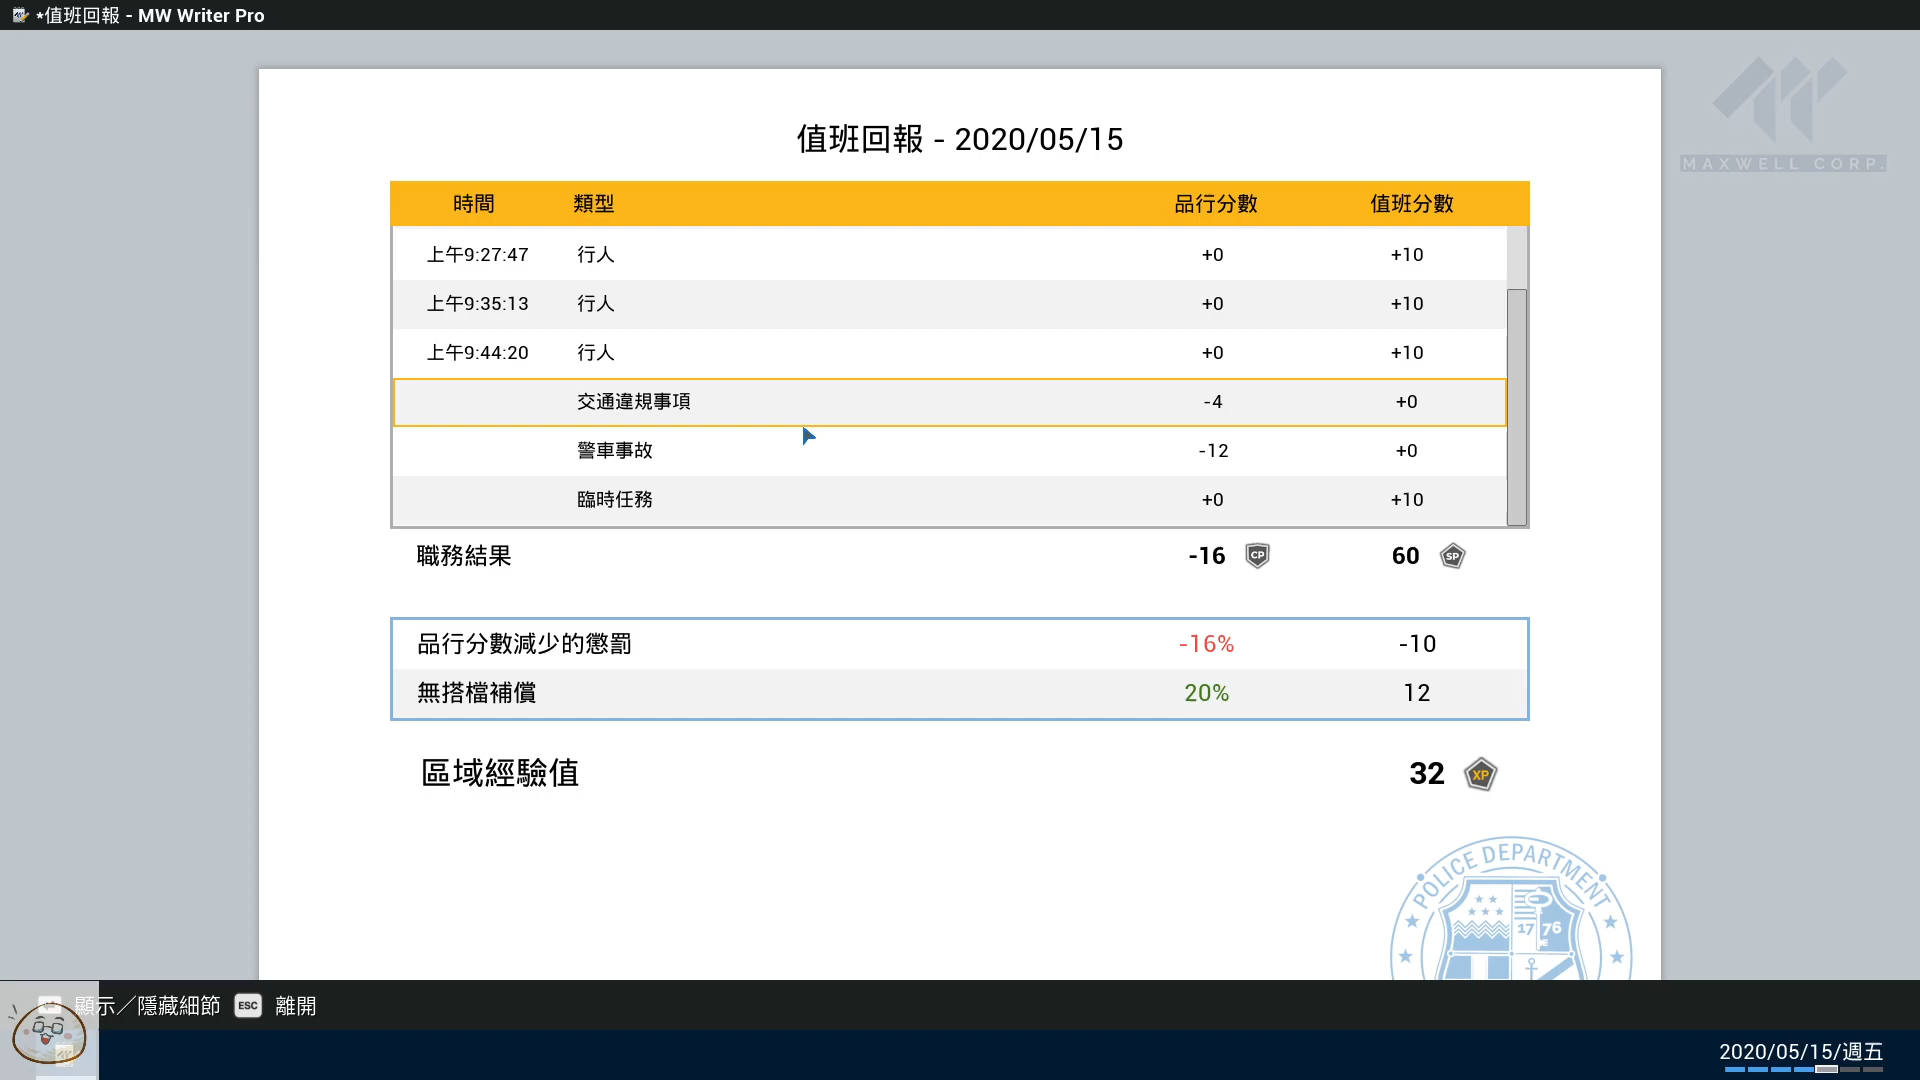 *值班回報 - MW Writer Pro
MAXWELL CORP.
值班回報 - 2020/05/15
時間 類型 品行分數 值班分數
上午9:27:47 行人 +0 +10
上午9:35:13 行人 +0 +10
上午9:44:20 行人 +0 +10
交通違規事項 -4 +0
警車事故 -12 +0
臨時任務 +0 +10
職務結果 -16 CP 60 SP
品行分數減少的懲罰 -16% -10
無搭檔補償 20% 12
區域經驗值 32 XP
POLICE DEPARTMENT
17 76
顯示／隱藏細節 ESC 離開
2020/05/15/週五